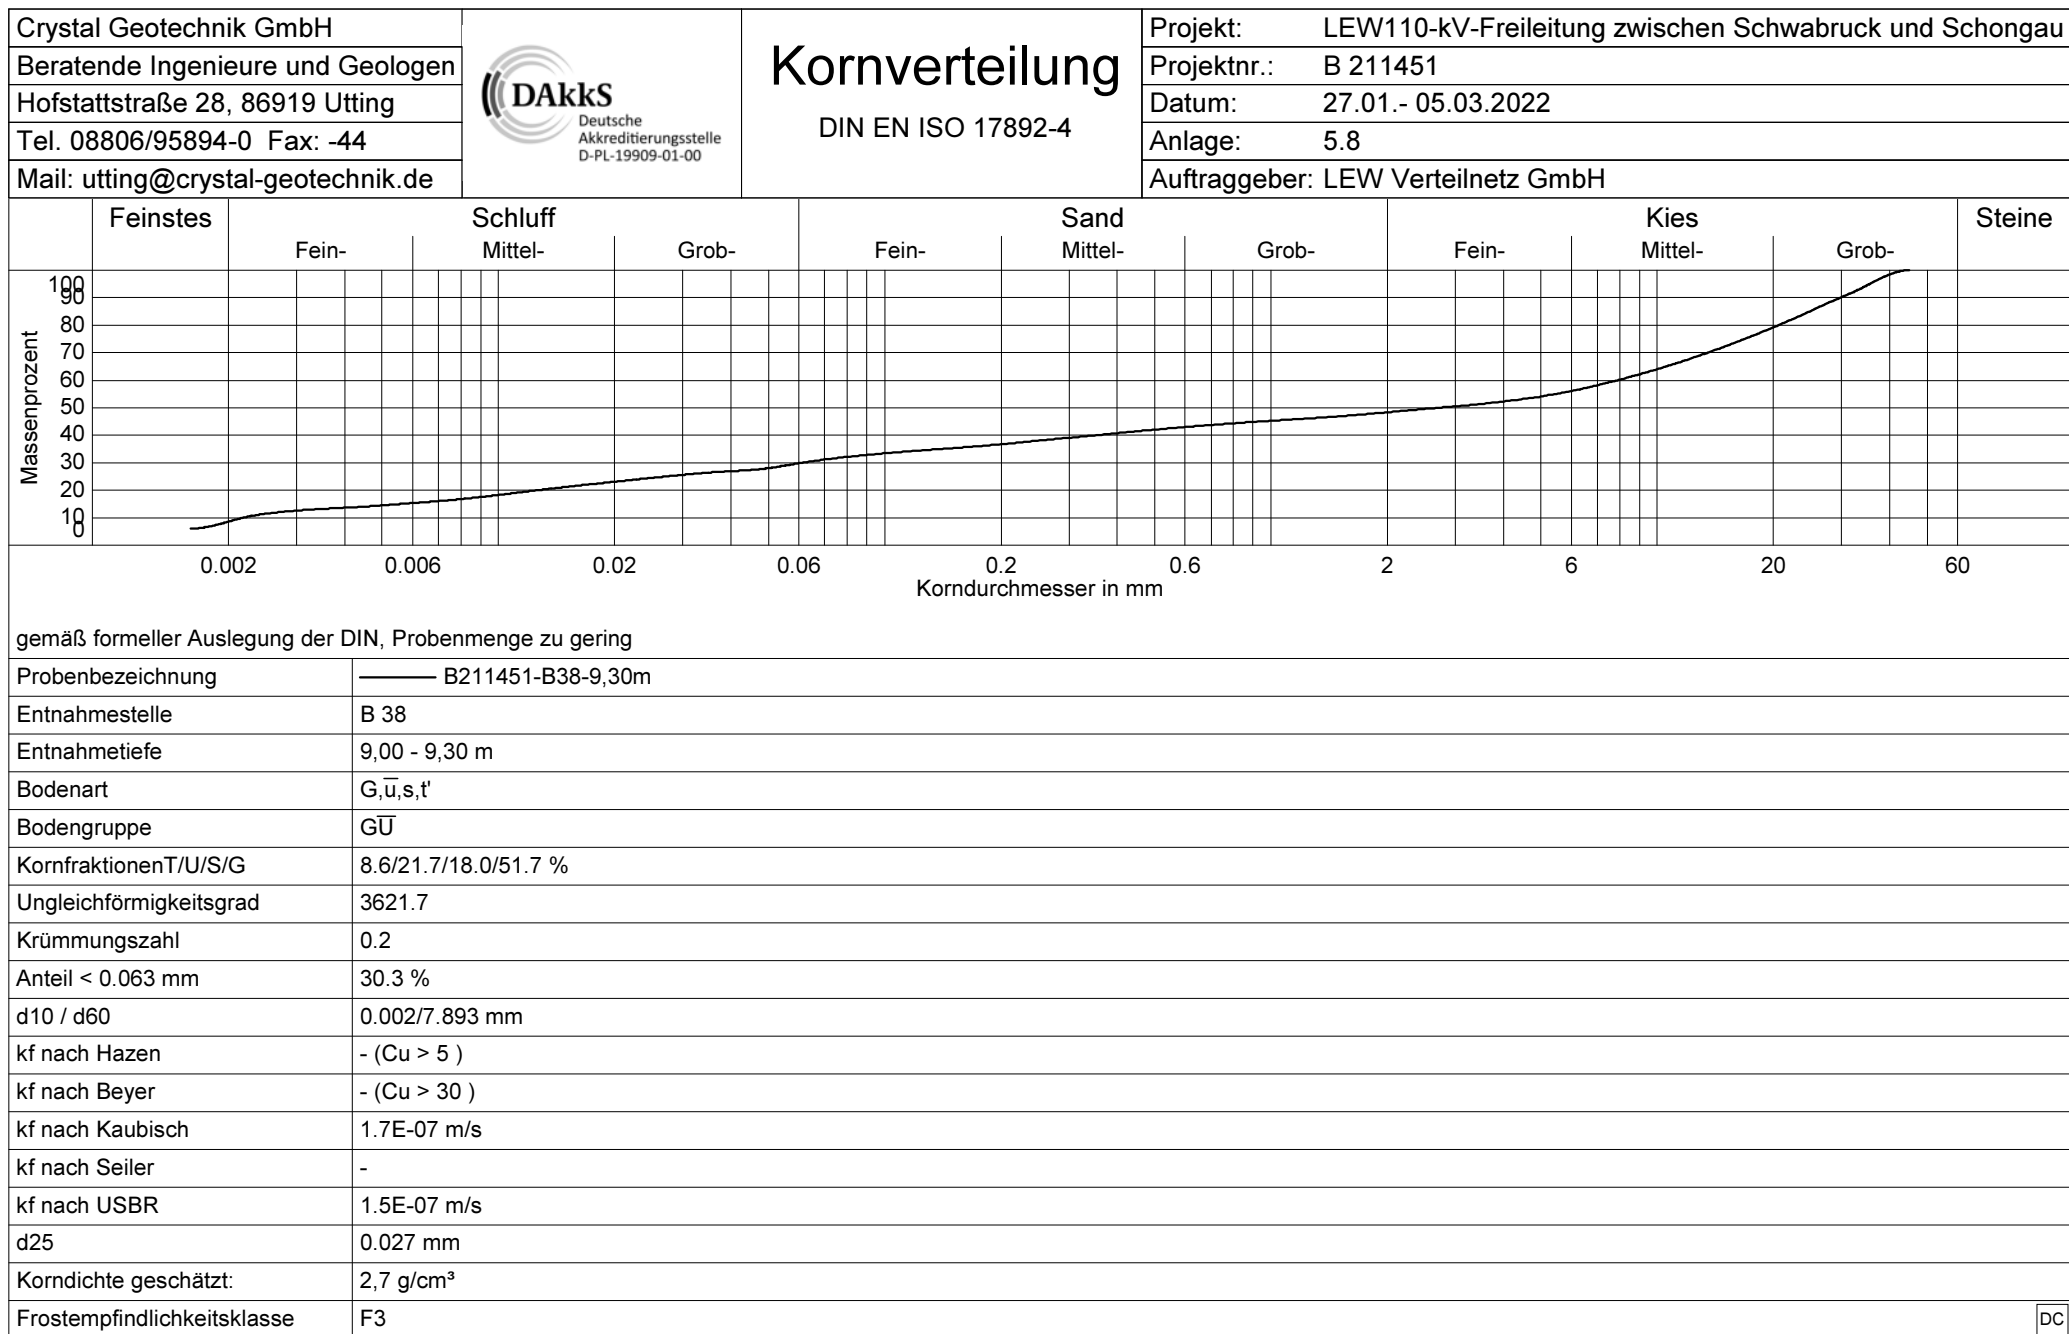 Crystal Geotechnik GmbH
Beratende Ingenieure und Geologen
Hofstattstraße 28, 86919 Utting
Tel. 08806/95894-0  Fax: -44
Mail: utting@crystal-geotechnik.de
DAkkS
Deutsche
Akkreditierungsstelle
D-PL-19909-01-00
Kornverteilung
DIN EN ISO 17892-4
Projekt: LEW110-kV-Freileitung zwischen Schwabruck und Schongau
Projektnr.: B 211451
Datum: 27.01.- 05.03.2022
Anlage: 5.8
Auftraggeber: LEW Verteilnetz GmbH
Feinstes Schluff Sand Kies Steine
Fein- Mittel- Grob- Fein- Mittel- Grob- Fein- Mittel- Grob-
Massenprozent
100
90
80
70
60
50
40
30
20
10
0
0.002 0.006 0.02 0.06 0.2 0.6 2 6 20 60
Korndurchmesser in mm
gemäß formeller Auslegung der DIN, Probenmenge zu gering
Probenbezeichnung B211451-B38-9,30m
Entnahmestelle B 38
Entnahmetiefe 9,00 - 9,30 m
Bodenart G,u̅,s,t'
Bodengruppe GU̅
KornfraktionenT/U/S/G 8.6/21.7/18.0/51.7 %
Ungleichförmigkeitsgrad 3621.7
Krümmungszahl 0.2
Anteil < 0.063 mm 30.3 %
d10 / d60 0.002/7.893 mm
kf nach Hazen - (Cu > 5 )
kf nach Beyer - (Cu > 30 )
kf nach Kaubisch 1.7E-07 m/s
kf nach Seiler -
kf nach USBR 1.5E-07 m/s
d25 0.027 mm
Korndichte geschätzt: 2,7 g/cm³
Frostempfindlichkeitsklasse F3
DC